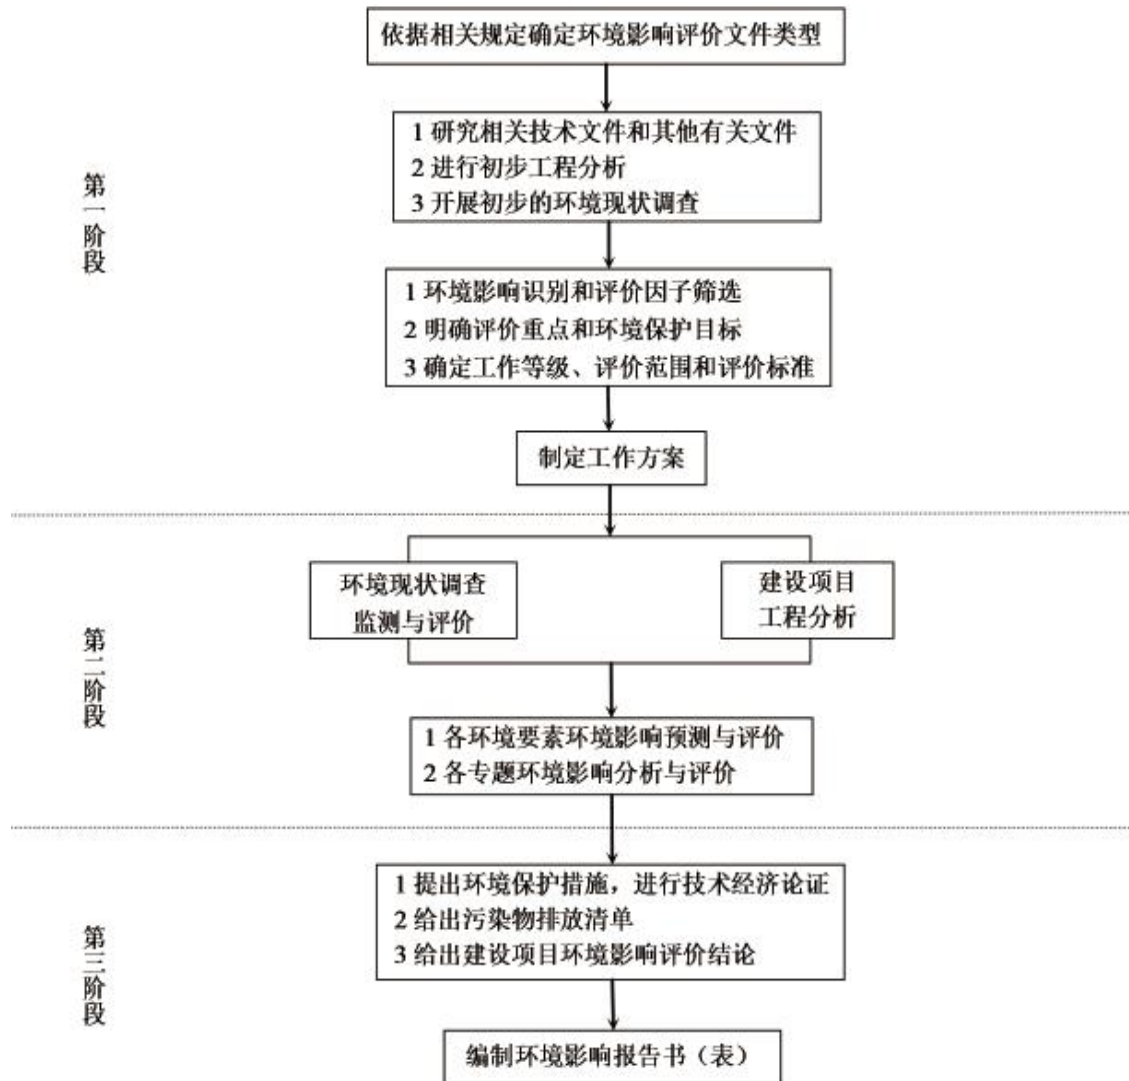 依据相关规定确定环境影响评价文件类型
1 研究相关技术文件和其他有关文件
2 进行初步工程分析
3 开展初步的环境现状调查
第一阶段
1 环境影响识别和评价因子筛选
2 明确评价重点和环境保护目标
3 确定工作等级、评价范围和评价标准
制定工作方案
环境现状调查
监测与评价
建设项目
工程分析
第二阶段
1 各环境要素环境影响预测与评价
2 各专题环境影响分析与评价
1 提出环境保护措施，进行技术经济论证
2 给出污染物排放清单
3 给出建设项目环境影响评价结论
第三阶段
编制环境影响报告书（表）